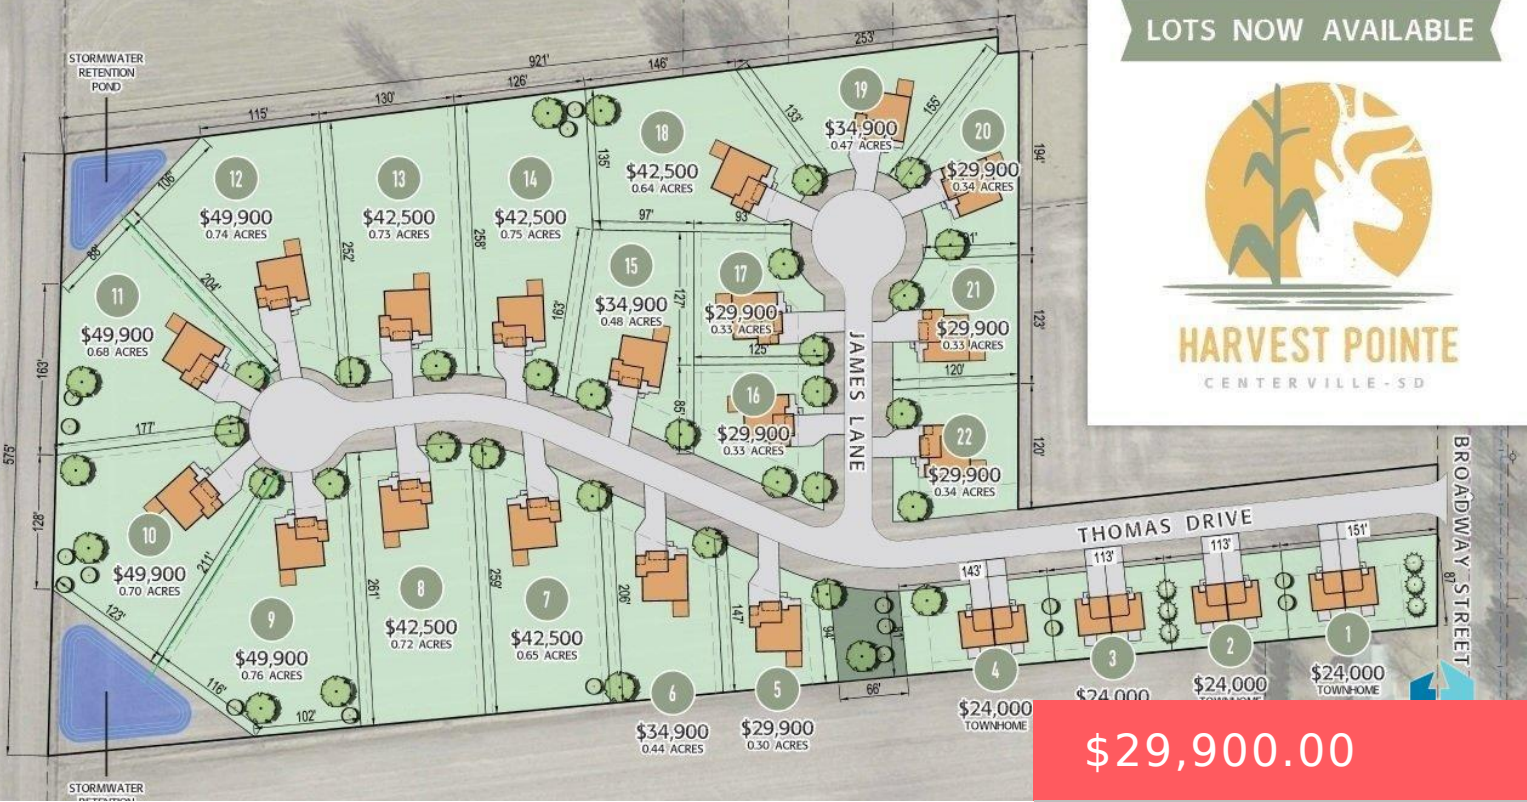 LOTS NOW AVAILABLE
HARVEST POINTE
CENTERVILLE-SD
STORMWATER
RETENTION
POND
921'
253'
115'
130'
126'
146'
12
$49,900
0.74 ACRES
13
$42,500
0.73 ACRES
14
$42,500
0.75 ACRES
18
$42,500
0.64 ACRES
19
$34,900
0.47 ACRES
20
$29,900
0.34 ACRES
133'
155'
194'
106'
88'
204'
252'
258'
135'
97'
93'
11
$49,900
0.68 ACRES
15
$34,900
0.48 ACRES
17
$29,900
0.33 ACRES
21
$29,900
0.33 ACRES
163'
163'
127'
125'
123'
120'
16
$29,900
0.33 ACRES
22
$29,900
0.34 ACRES
85'
120'
JAMES LANE
177'
575'
128'
10
$49,900
0.70 ACRES
211'
123'
9
$49,900
0.76 ACRES
116'
102'
261'
8
$42,500
0.72 ACRES
259'
7
$42,500
0.65 ACRES
206'
6
$34,900
0.44 ACRES
147'
5
$29,900
0.30 ACRES
94'
66'
THOMAS DRIVE
BROADWAY STREET
143'
113'
113'
151'
87'
4
$24,000
TOWNHOME
3
$24,000
2
$24,000
TOWNHOME
1
$24,000
TOWNHOME
STORMWATER
RETENTION
$29,900.00